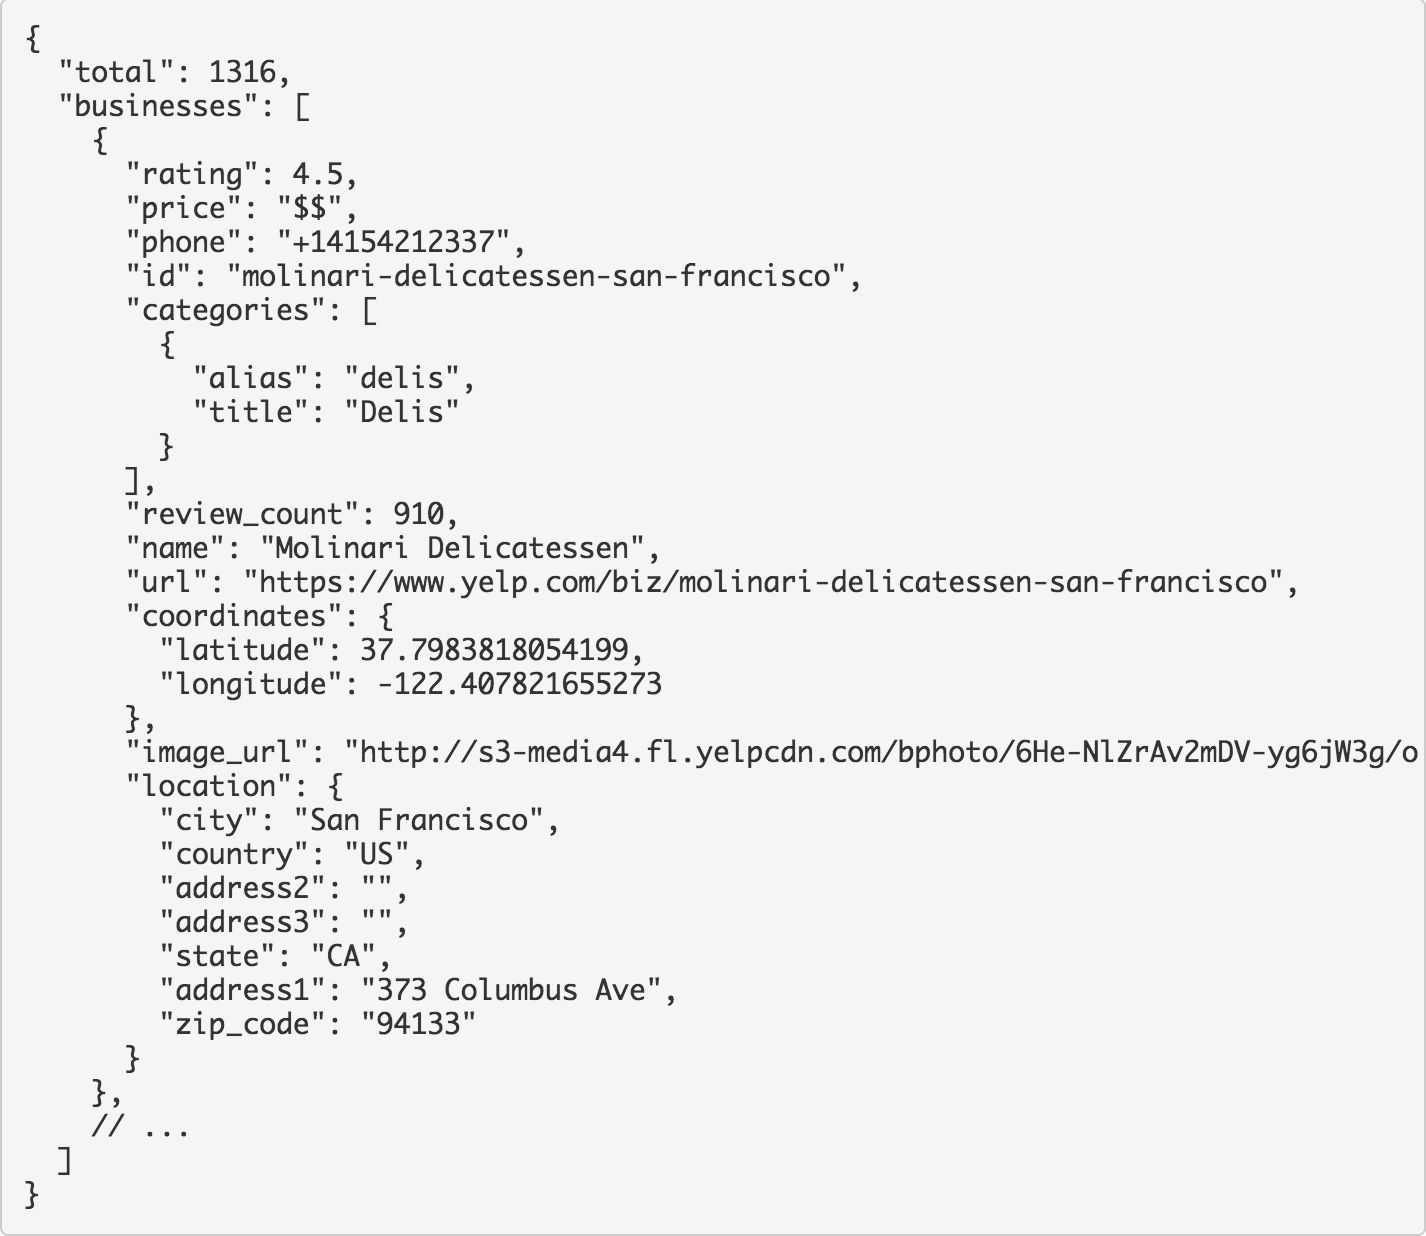 {
  "total": 1316,
  "businesses": [
    {
      "rating": 4.5,
      "price": "$$",
      "phone": "+14154212337",
      "id": "molinari-delicatessen-san-francisco",
      "categories": [
        {
          "alias": "delis",
          "title": "Delis"
        }
      ],
      "review_count": 910,
      "name": "Molinari Delicatessen",
      "url": "https://www.yelp.com/biz/molinari-delicatessen-san-francisco",
      "coordinates": {
        "latitude": 37.7983818054199,
        "longitude": -122.407821655273
      },
      "image_url": "http://s3-media4.fl.yelpcdn.com/bphoto/6He-NlZrAv2mDV-yg6jW3g/o
      "location": {
        "city": "San Francisco",
        "country": "US",
        "address2": "",
        "address3": "",
        "state": "CA",
        "address1": "373 Columbus Ave",
        "zip_code": "94133"
      }
    },
    // ...
  ]
}